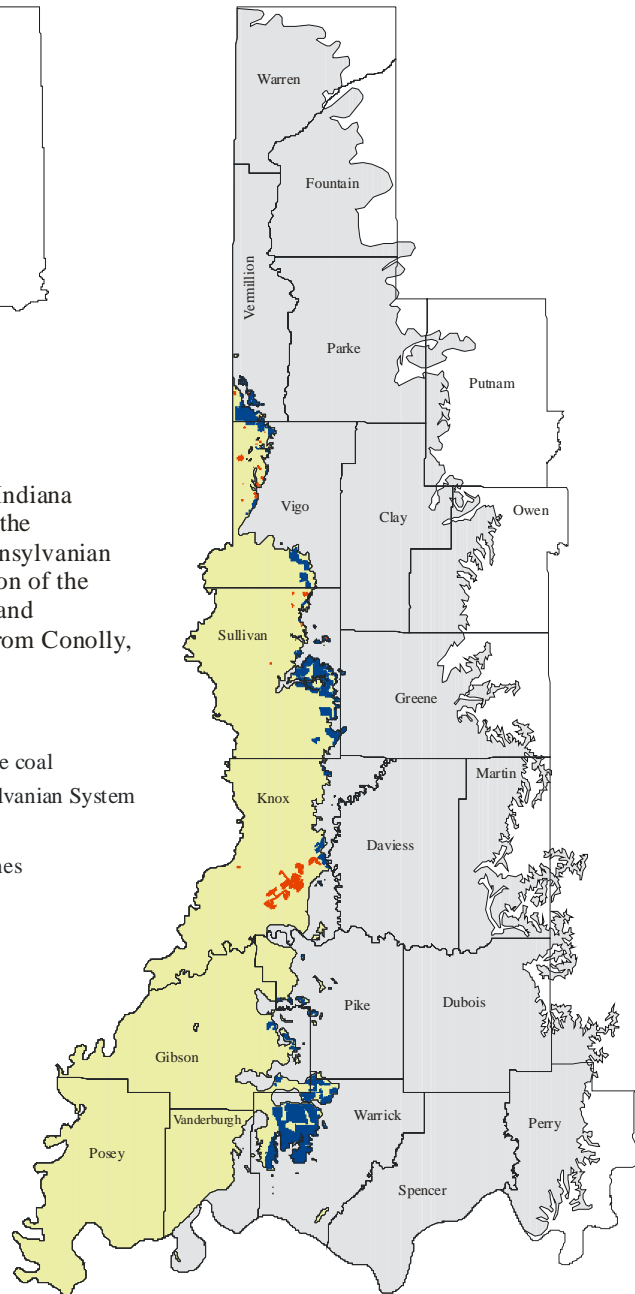 Warren
Fountain
Vermillion
Parke
Putnam
Indiana
the
nsylvanian
on of the
and
rom Conolly,
Vigo
Clay
Owen
Sullivan
Greene
e coal
lvanian System
nes
Knox
Martin
Daviess
Pike
Dubois
Gibson
Warrick
Vanderburgh
Perry
Posey
Spencer